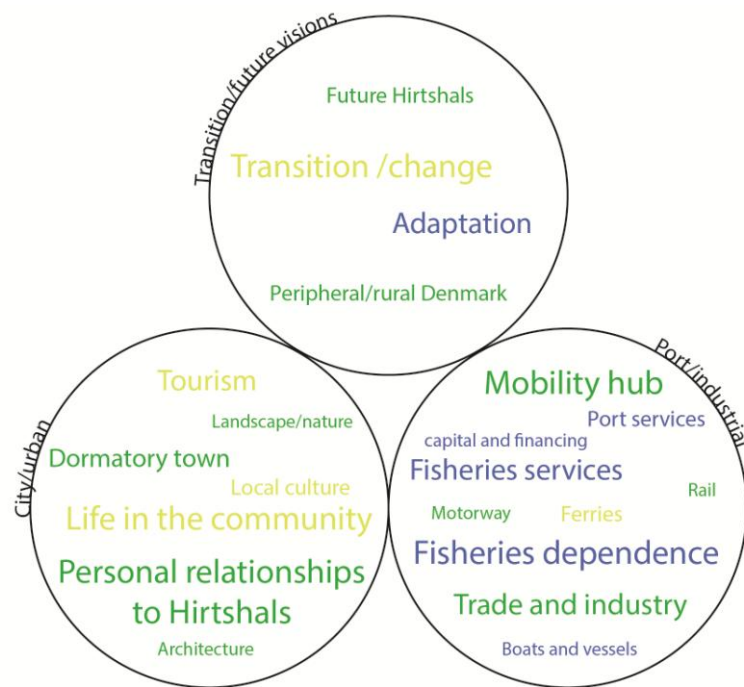 Transition/future visions
Future Hirtshals
Transition /change
Adaptation
Peripheral/rural Denmark
City/urban
Tourism
Landscape/nature
Dormatory town
Local culture
Life in the community
Personal relationships
to Hirtshals
Architecture
Port/industrial
Mobility hub
Port services
capital and financing
Fisheries services
Rail
Motorway
Ferries
Fisheries dependence
Trade and industry
Boats and vessels